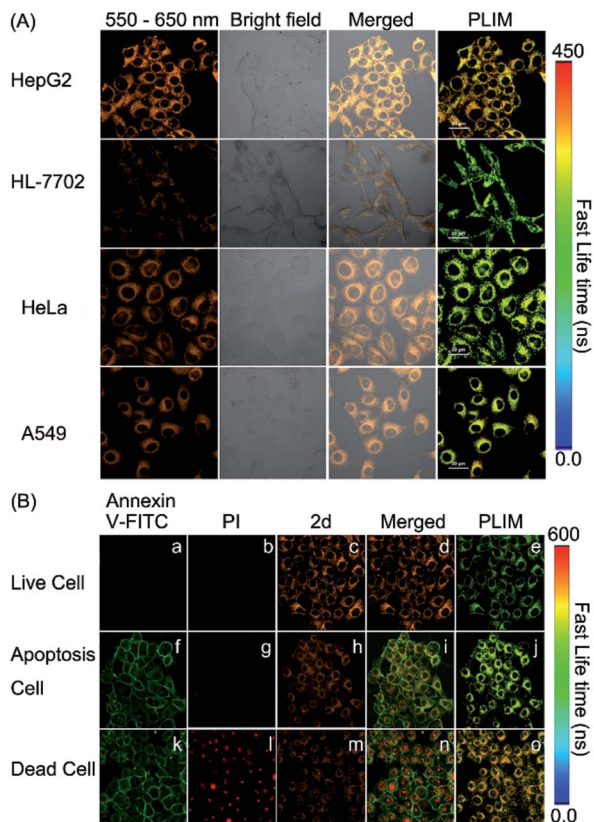 (A)
550 - 650 nm Bright field Merged PLIM
HepG2
HL-7702
HeLa
A549
450
Fast Life time (ns)
0.0
(B)
Annexin
V-FITC PI 2d Merged PLIM
Live Cell
a b c d e
Apoptosis
Cell
f g h i j
Dead Cell
k l m n o
600
Fast Life time (ns)
0.0